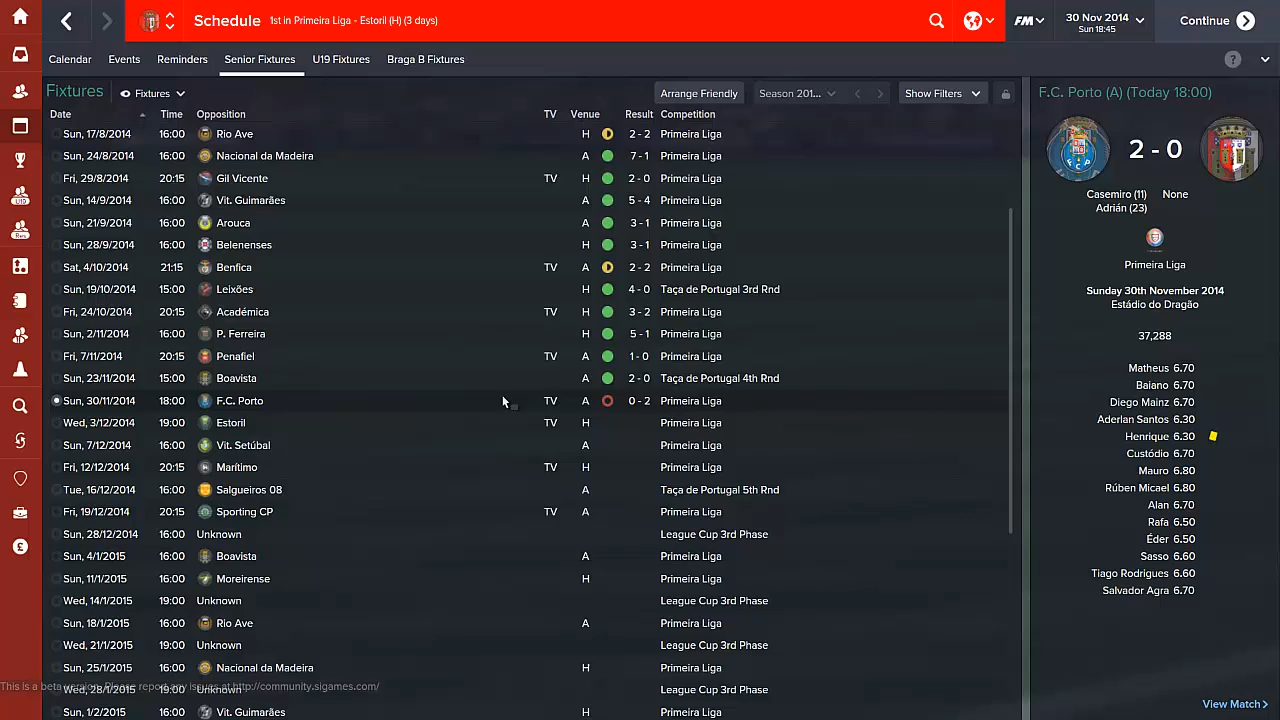 Schedule 1st in Primeira Liga - Estoril (H) (3 days) FM 30 Nov 2014 Sun 18:45 Continue
Calendar Events Reminders Senior Fixtures U19 Fixtures Braga B Fixtures ?
Fixtures Fixtures Arrange Friendly Season 201... Show Filters
Date Time Opposition TV Venue Result Competition
Sun, 17/8/2014 16:00 Rio Ave H 2 - 2 Primeira Liga
Sun, 24/8/2014 16:00 Nacional da Madeira A 7 - 1 Primeira Liga
Fri, 29/8/2014 20:15 Gil Vicente TV H 2 - 0 Primeira Liga
Sun, 14/9/2014 16:00 Vit. Guimarães A 5 - 4 Primeira Liga
Sun, 21/9/2014 16:00 Arouca A 3 - 1 Primeira Liga
Sun, 28/9/2014 16:00 Belenenses H 3 - 1 Primeira Liga
Sat, 4/10/2014 21:15 Benfica TV A 2 - 2 Primeira Liga
Sun, 19/10/2014 15:00 Leixões H 4 - 0 Taça de Portugal 3rd Rnd
Fri, 24/10/2014 20:15 Académica TV H 3 - 2 Primeira Liga
Sun, 2/11/2014 16:00 P. Ferreira H 5 - 1 Primeira Liga
Fri, 7/11/2014 20:15 Penafiel TV A 1 - 0 Primeira Liga
Sun, 23/11/2014 15:00 Boavista A 2 - 0 Taça de Portugal 4th Rnd
Sun, 30/11/2014 18:00 F.C. Porto TV A 0 - 2 Primeira Liga
Wed, 3/12/2014 19:00 Estoril TV H Primeira Liga
Sun, 7/12/2014 16:00 Vit. Setúbal A Primeira Liga
Fri, 12/12/2014 20:15 Marítimo TV H Primeira Liga
Tue, 16/12/2014 16:00 Salgueiros 08 A Taça de Portugal 5th Rnd
Fri, 19/12/2014 20:15 Sporting CP TV A Primeira Liga
Sun, 28/12/2014 16:00 Unknown League Cup 3rd Phase
Sun, 4/1/2015 16:00 Boavista A Primeira Liga
Sun, 11/1/2015 16:00 Moreirense H Primeira Liga
Wed, 14/1/2015 19:00 Unknown League Cup 3rd Phase
Sun, 18/1/2015 16:00 Rio Ave A Primeira Liga
Wed, 21/1/2015 19:00 Unknown League Cup 3rd Phase
Sun, 25/1/2015 16:00 Nacional da Madeira H Primeira Liga
This is a beta version. Please report any issues at http://community.sigames.com/
Wed, 28/1/2015 19:00 Unknown League Cup 3rd Phase
Sun, 1/2/2015 16:00 Vit. Guimarães H Primeira Liga
F.C. Porto (A) (Today 18:00)
2 - 0
Casemiro (11) None
Adrián (23)
Primeira Liga
Sunday 30th November 2014
Estádio do Dragão
37,288
Matheus 6.70
Baiano 6.70
Diego Mainz 6.70
Aderlan Santos 6.30
Henrique 6.30
Custódio 6.70
Mauro 6.80
Rúben Micael 6.80
Alan 6.70
Rafa 6.50
Éder 6.50
Sasso 6.60
Tiago Rodrigues 6.60
Salvador Agra 6.70
View Match